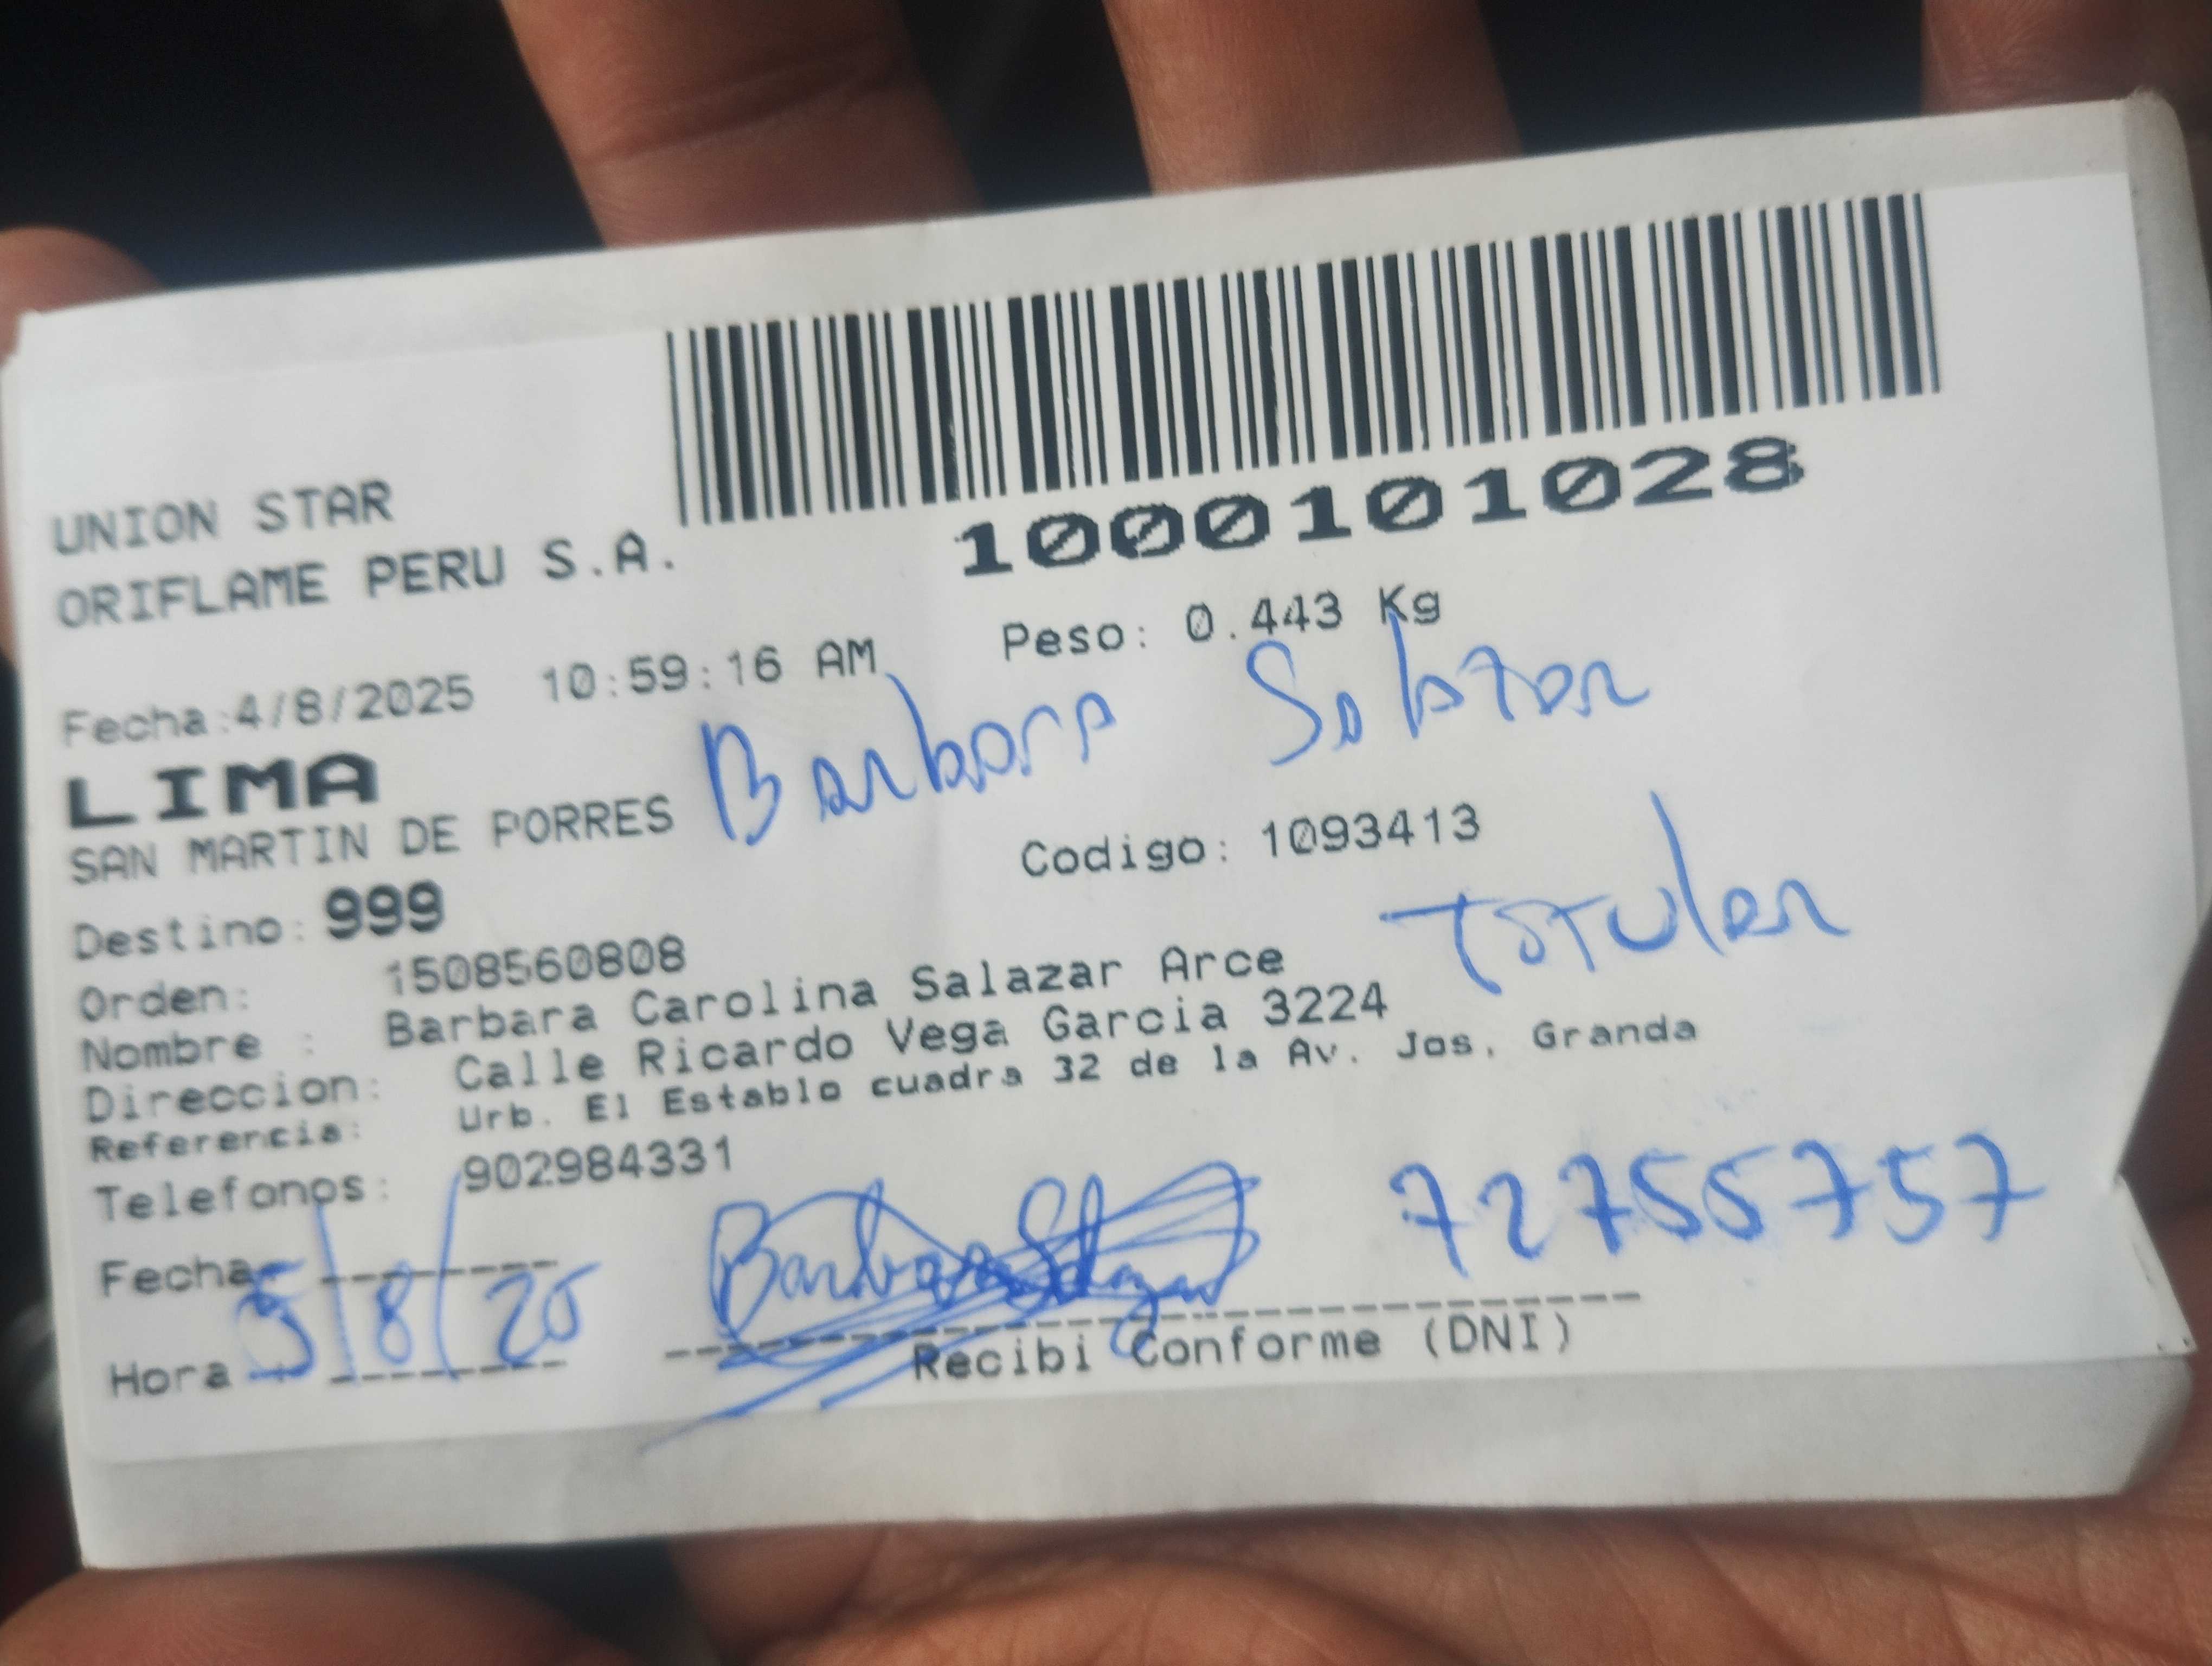 UNION STAR
ORIFLAME PERU S.A.
1000101028
Fecha:4/8/2025 10:59:16 AM
Peso: 0.443 Kg
LIMA
Barbara Salazar
SAN MARTIN DE PORRES
Codigo: 1093413
Destino: 999
Titular
Orden: 1508560808
Nombre : Barbara Carolina Salazar Arce
Direccion: Calle Ricardo Vega Garcia 3224
Referencia: Urb. El Establo cuadra 32 de la Av. Jos, Granda
Telefonos: 902984331
72755757
Fecha 5/8/25
Barbara Salazar
Hora
Recibi Conforme (DNI)